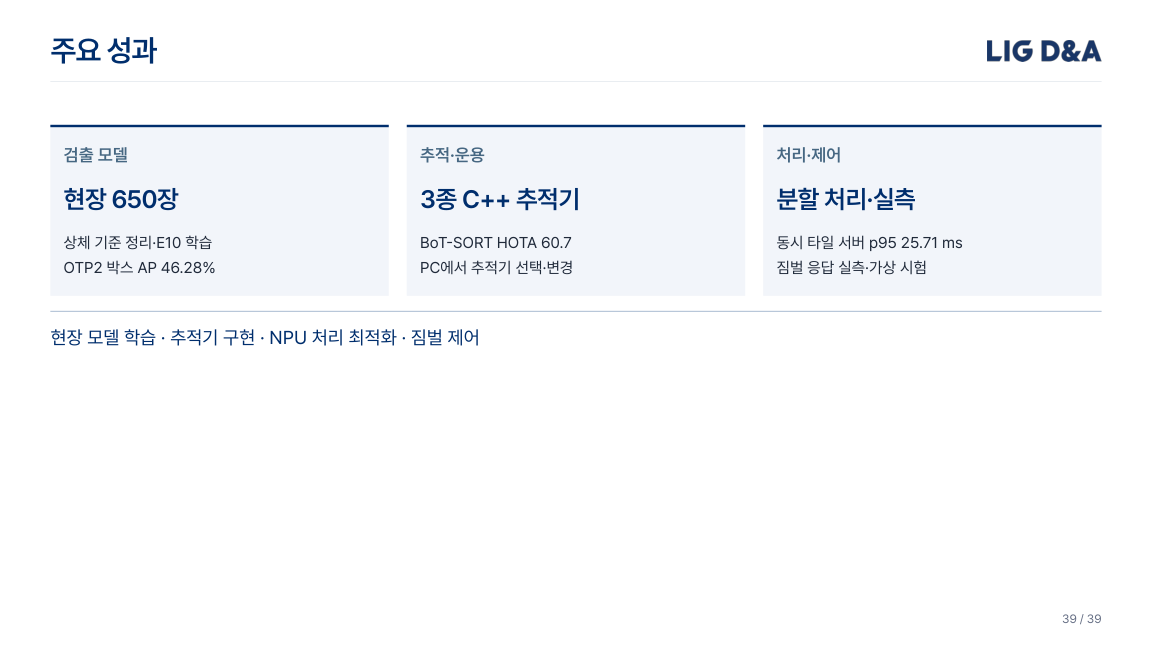 주요 성과
LIG D&A
검출 모델
현장 650장
상체 기준 정리·E10 학습
OTP2 박스 AP 46.28%
추적·운용
3종 C++ 추적기
BoT-SORT HOTA 60.7
PC에서 추적기 선택·변경
처리·제어
분할 처리·실측
동시 타일 서버 p95 25.71 ms
짐벌 응답 실측·가상 시험
현장 모델 학습 · 추적기 구현 · NPU 처리 최적화 · 짐벌 제어
39 / 39